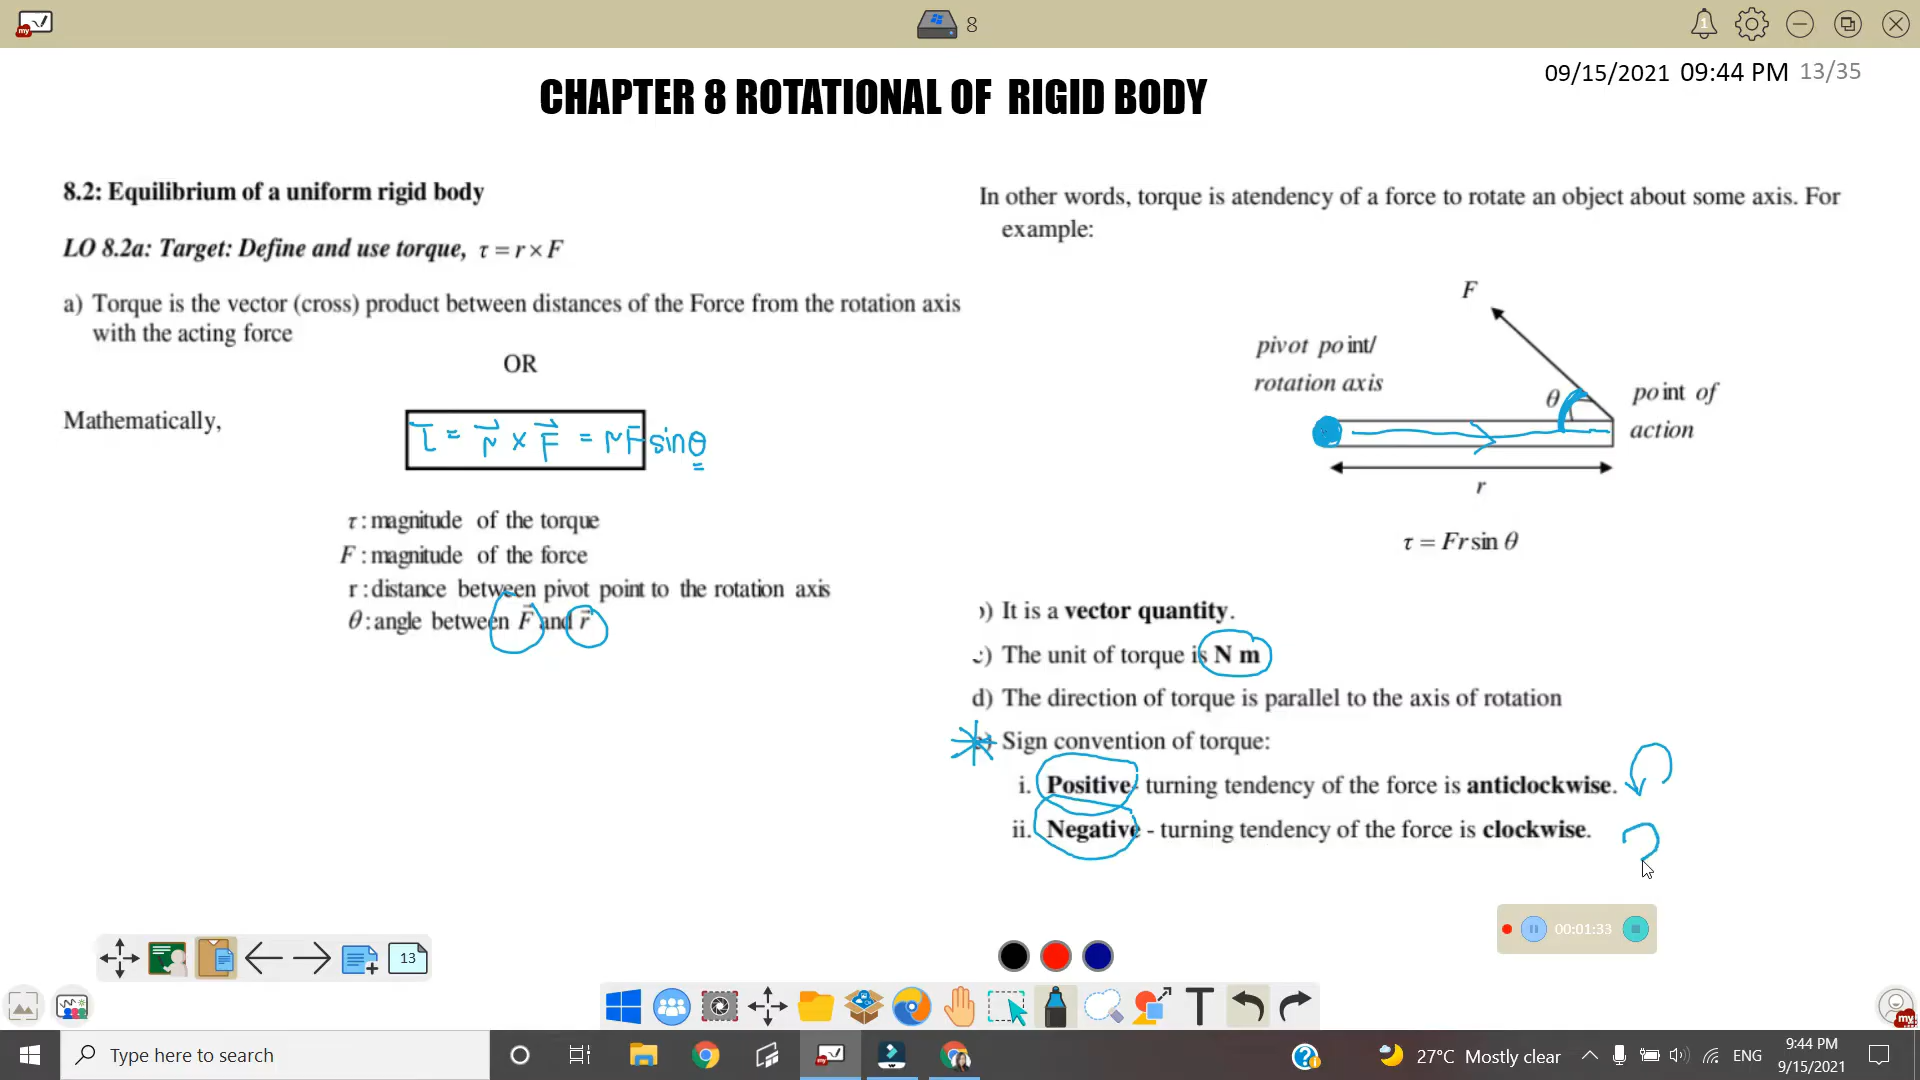 8
09/15/2021 09:44 PM 13/35
CHAPTER 8 ROTATIONAL OF RIGID BODY
8.2: Equilibrium of a uniform rigid body
LO 8.2a: Target: Define and use torque, τ = r × F
a) Torque is the vector (cross) product between distances of the Force from the rotation axis
with the acting force
OR
Mathematically,
τ = r × F = rF sinθ
τ : magnitude of the torque
F : magnitude of the force
r : distance between pivot point to the rotation axis
θ : angle between F and r
In other words, torque is atendency of a force to rotate an object about some axis. For
example:
F
pivot point/
rotation axis
θ
point of
action
r
τ = Fr sin θ
) It is a vector quantity.
) The unit of torque is N m
d) The direction of torque is parallel to the axis of rotation
) Sign convention of torque:
i. Positive- turning tendency of the force is anticlockwise.
ii. Negative - turning tendency of the force is clockwise.
00:01:33
13
Type here to search
27°C Mostly clear
ENG
9:44 PM
9/15/2021